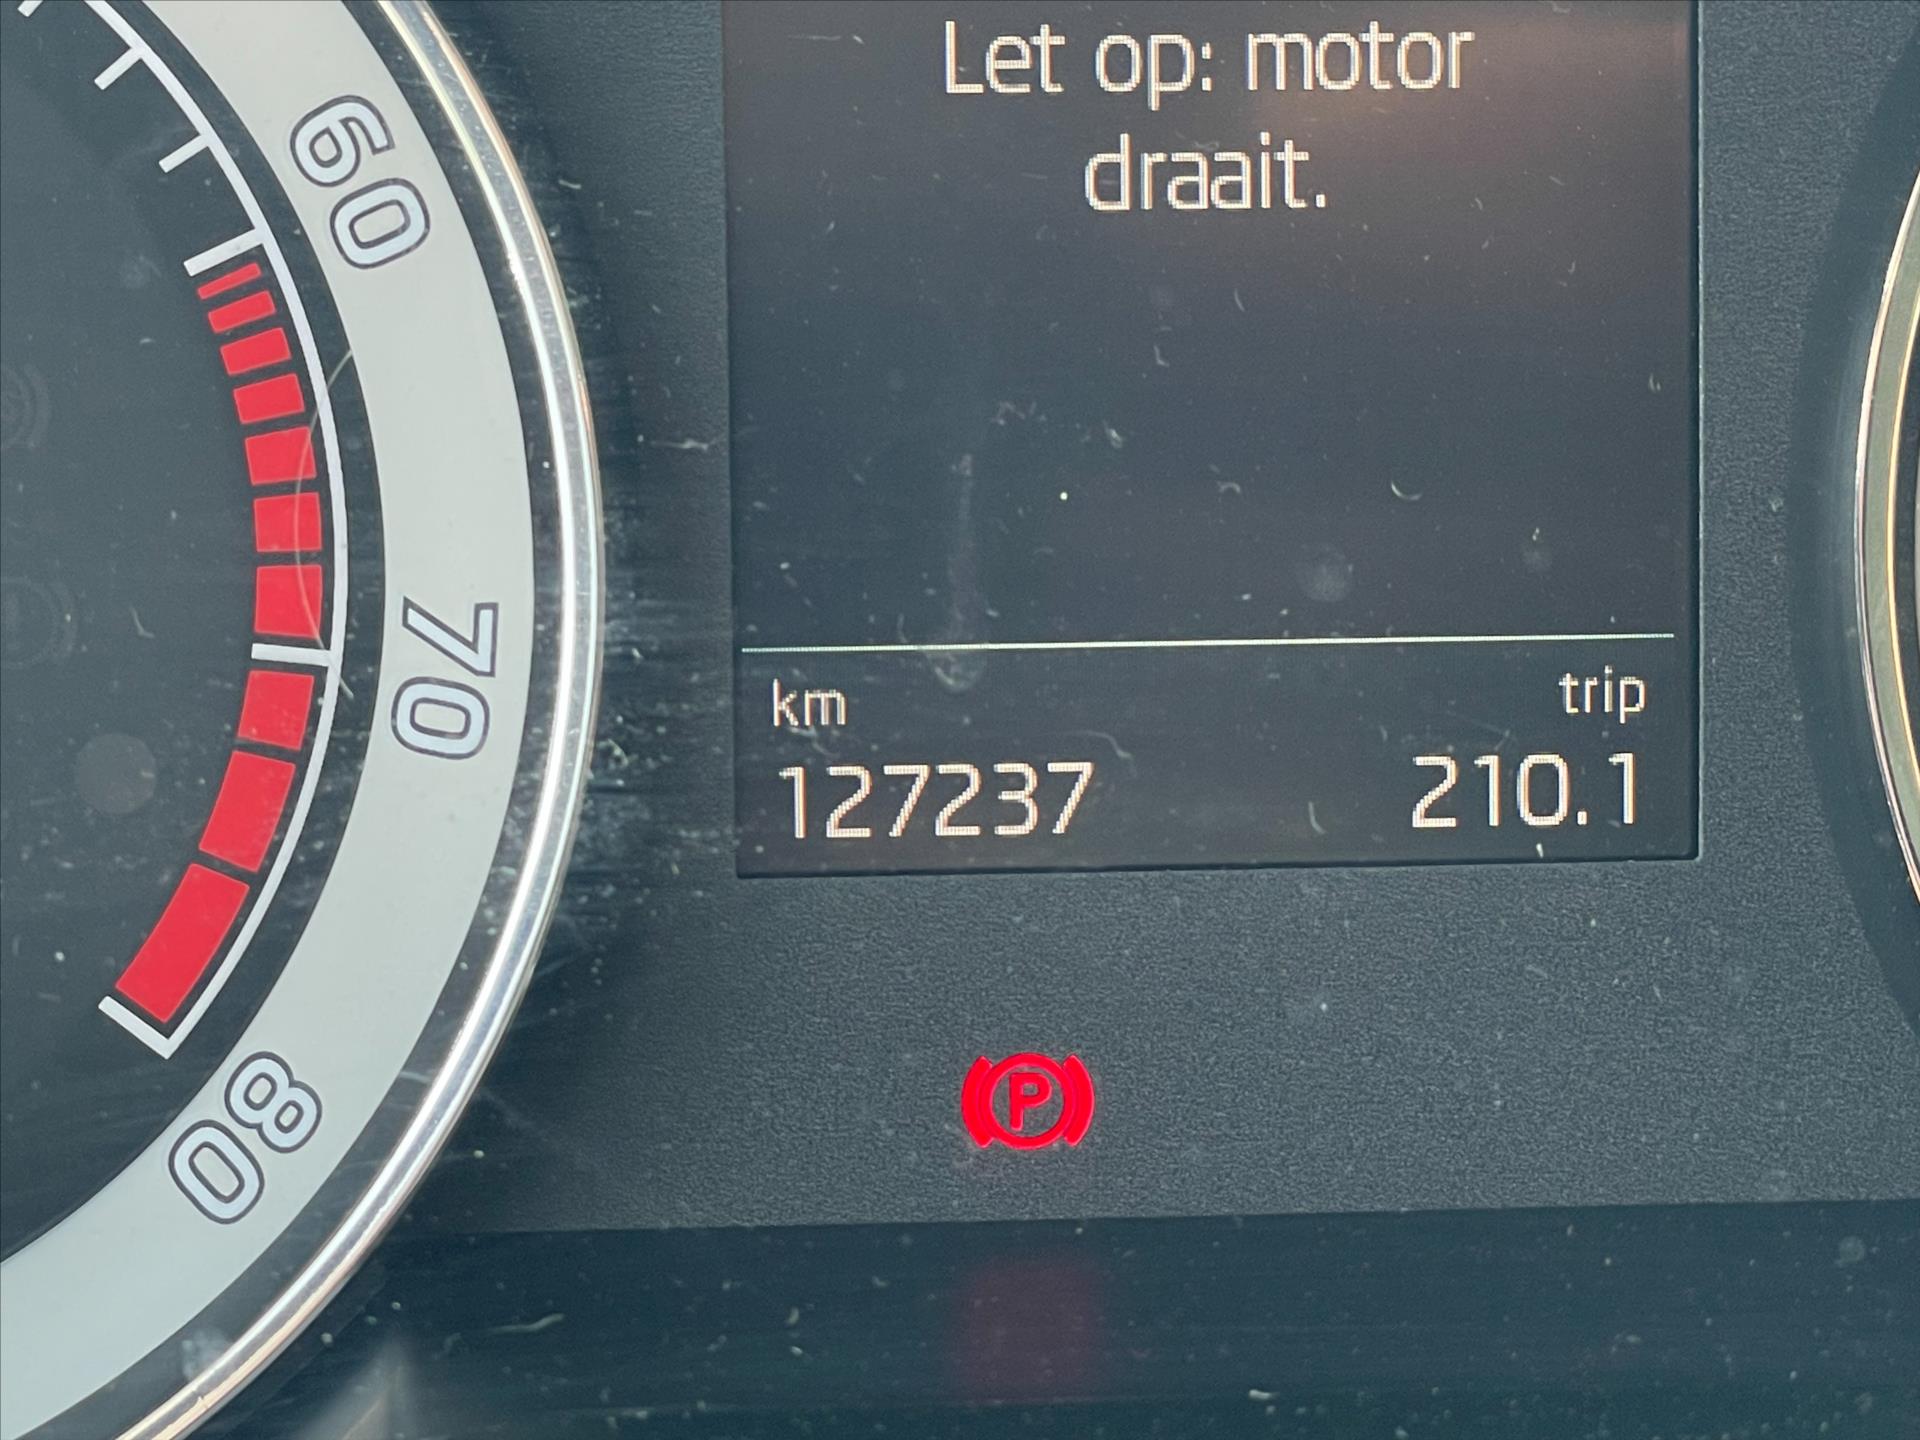 Let op: motor
draait.
60
70
80
km trip
127237 210.1
P